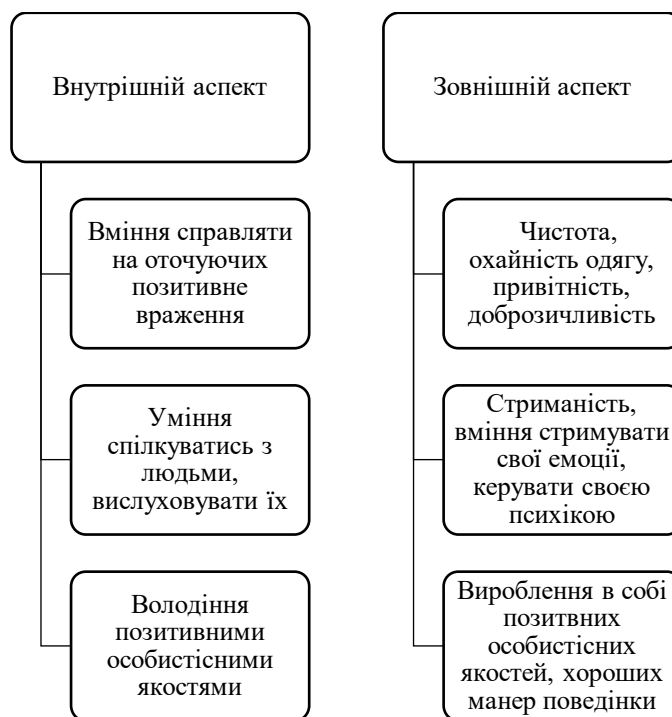 Внутрішній аспект
Вміння справляти
на оточуючих
позитивне
враження
Уміння
спілкуватись з
людьми,
вислуховувати їх
Володіння
позитивними
особистісними
якостями
Зовнішній аспект
Чистота,
охайність одягу,
привітність,
доброзичливість
Стриманість,
вміння стримувати
свої емоції,
керувати своєю
психікою
Вироблення в собі
позитвних
особистісних
якостей, хороших
манер поведінки